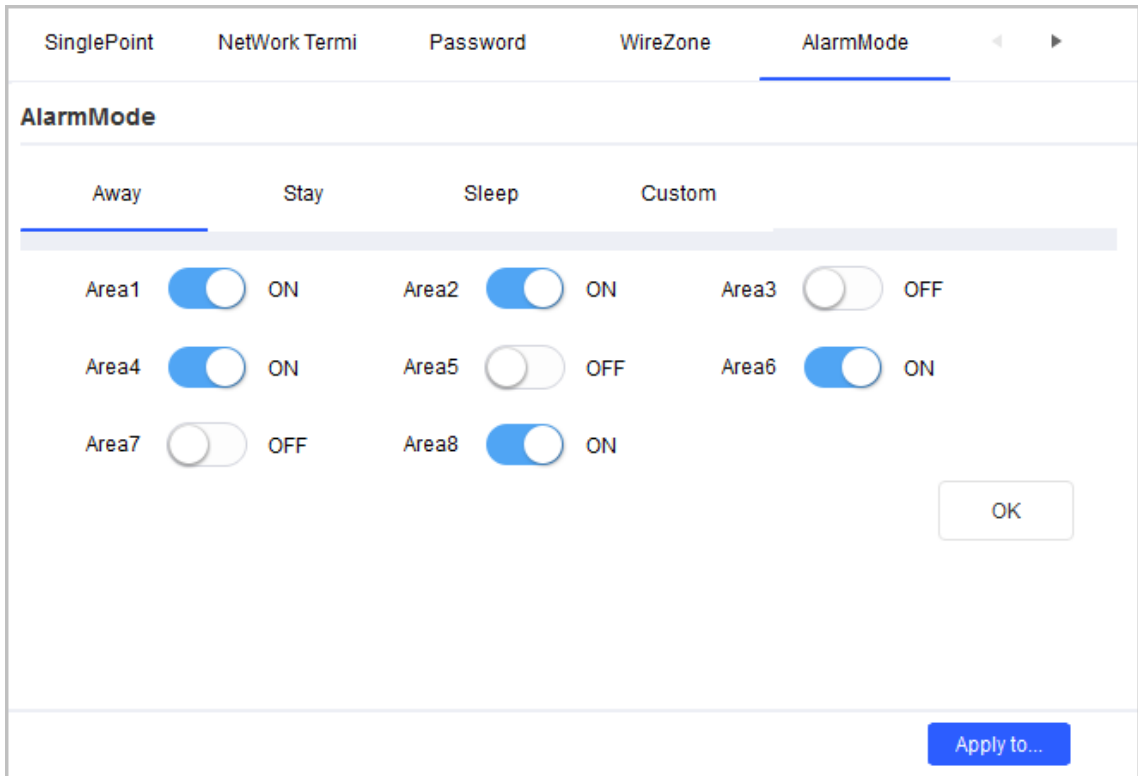 SinglePoint NetWork Termi Password WireZone AlarmMode
AlarmMode
Away Stay Sleep Custom
Area1 ON Area2 ON Area3 OFF
Area4 ON Area5 OFF Area6 ON
Area7 OFF Area8 ON
OK
Apply to...